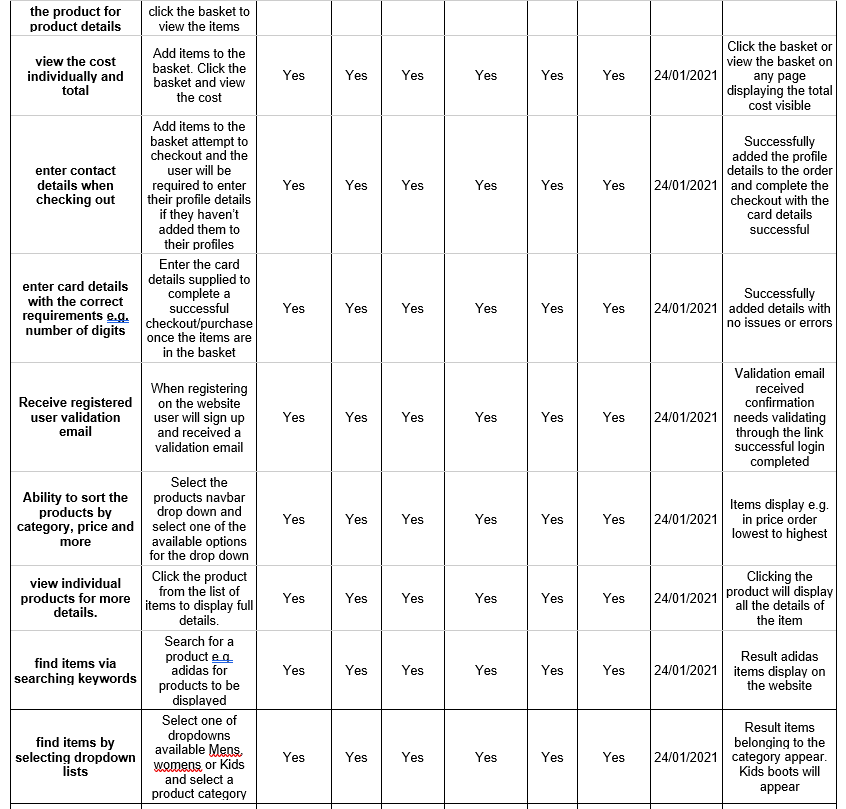 the product for
product details
click the basket to
view the items
view the cost
individually and
total
Add items to the
basket. Click the
basket and view
the cost
Yes
Yes
Yes
Yes
Yes
Yes
24/01/2021
Click the basket or
view the basket on
any page
displaying the total
cost visible
enter contact
details when
checking out
Add items to the
basket attempt to
checkout and the
user will be
required to enter
their profile details
if they haven't
added them to
their profiles
Yes
Yes
Yes
Yes
Yes
Yes
24/01/2021
Successfully
added the profile
details to the order
and complete the
checkout with the
card details
successful
enter card details
with the correct
requirements e.g.
number of digits
Enter the card
details supplied to
complete a
successful
checkout/purchase
once the items are
in the basket
Yes
Yes
Yes
Yes
Yes
Yes
24/01/2021
Successfully
added details with
no issues or errors
Receive registered
user validation
email
When registering
on the website
user will sign up
and received a
validation email
Yes
Yes
Yes
Yes
Yes
Yes
24/01/2021
Validation email
received
confirmation
needs validating
through the link
successful login
completed
Ability to sort the
products by
category, price and
more
Select the
products navbar
drop down and
select one of the
available options
for the drop down
Yes
Yes
Yes
Yes
Yes
Yes
24/01/2021
Items display e.g.
in price order
lowest to highest
view individual
products for more
details.
Click the product
from the list of
items to display full
details.
Yes
Yes
Yes
Yes
Yes
Yes
24/01/2021
Clicking the
product will display
all the details of
the item
find items via
searching keywords
Search for a
product e.g.
adidas for
products to be
displayed
Yes
Yes
Yes
Yes
Yes
Yes
24/01/2021
Result adidas
items display on
the website
find items by
selecting dropdown
lists
Select one of
dropdowns
available Mens,
womens or Kids
and select a
product category
Yes
Yes
Yes
Yes
Yes
Yes
24/01/2021
Result items
belonging to the
category appear.
Kids boots will
appear